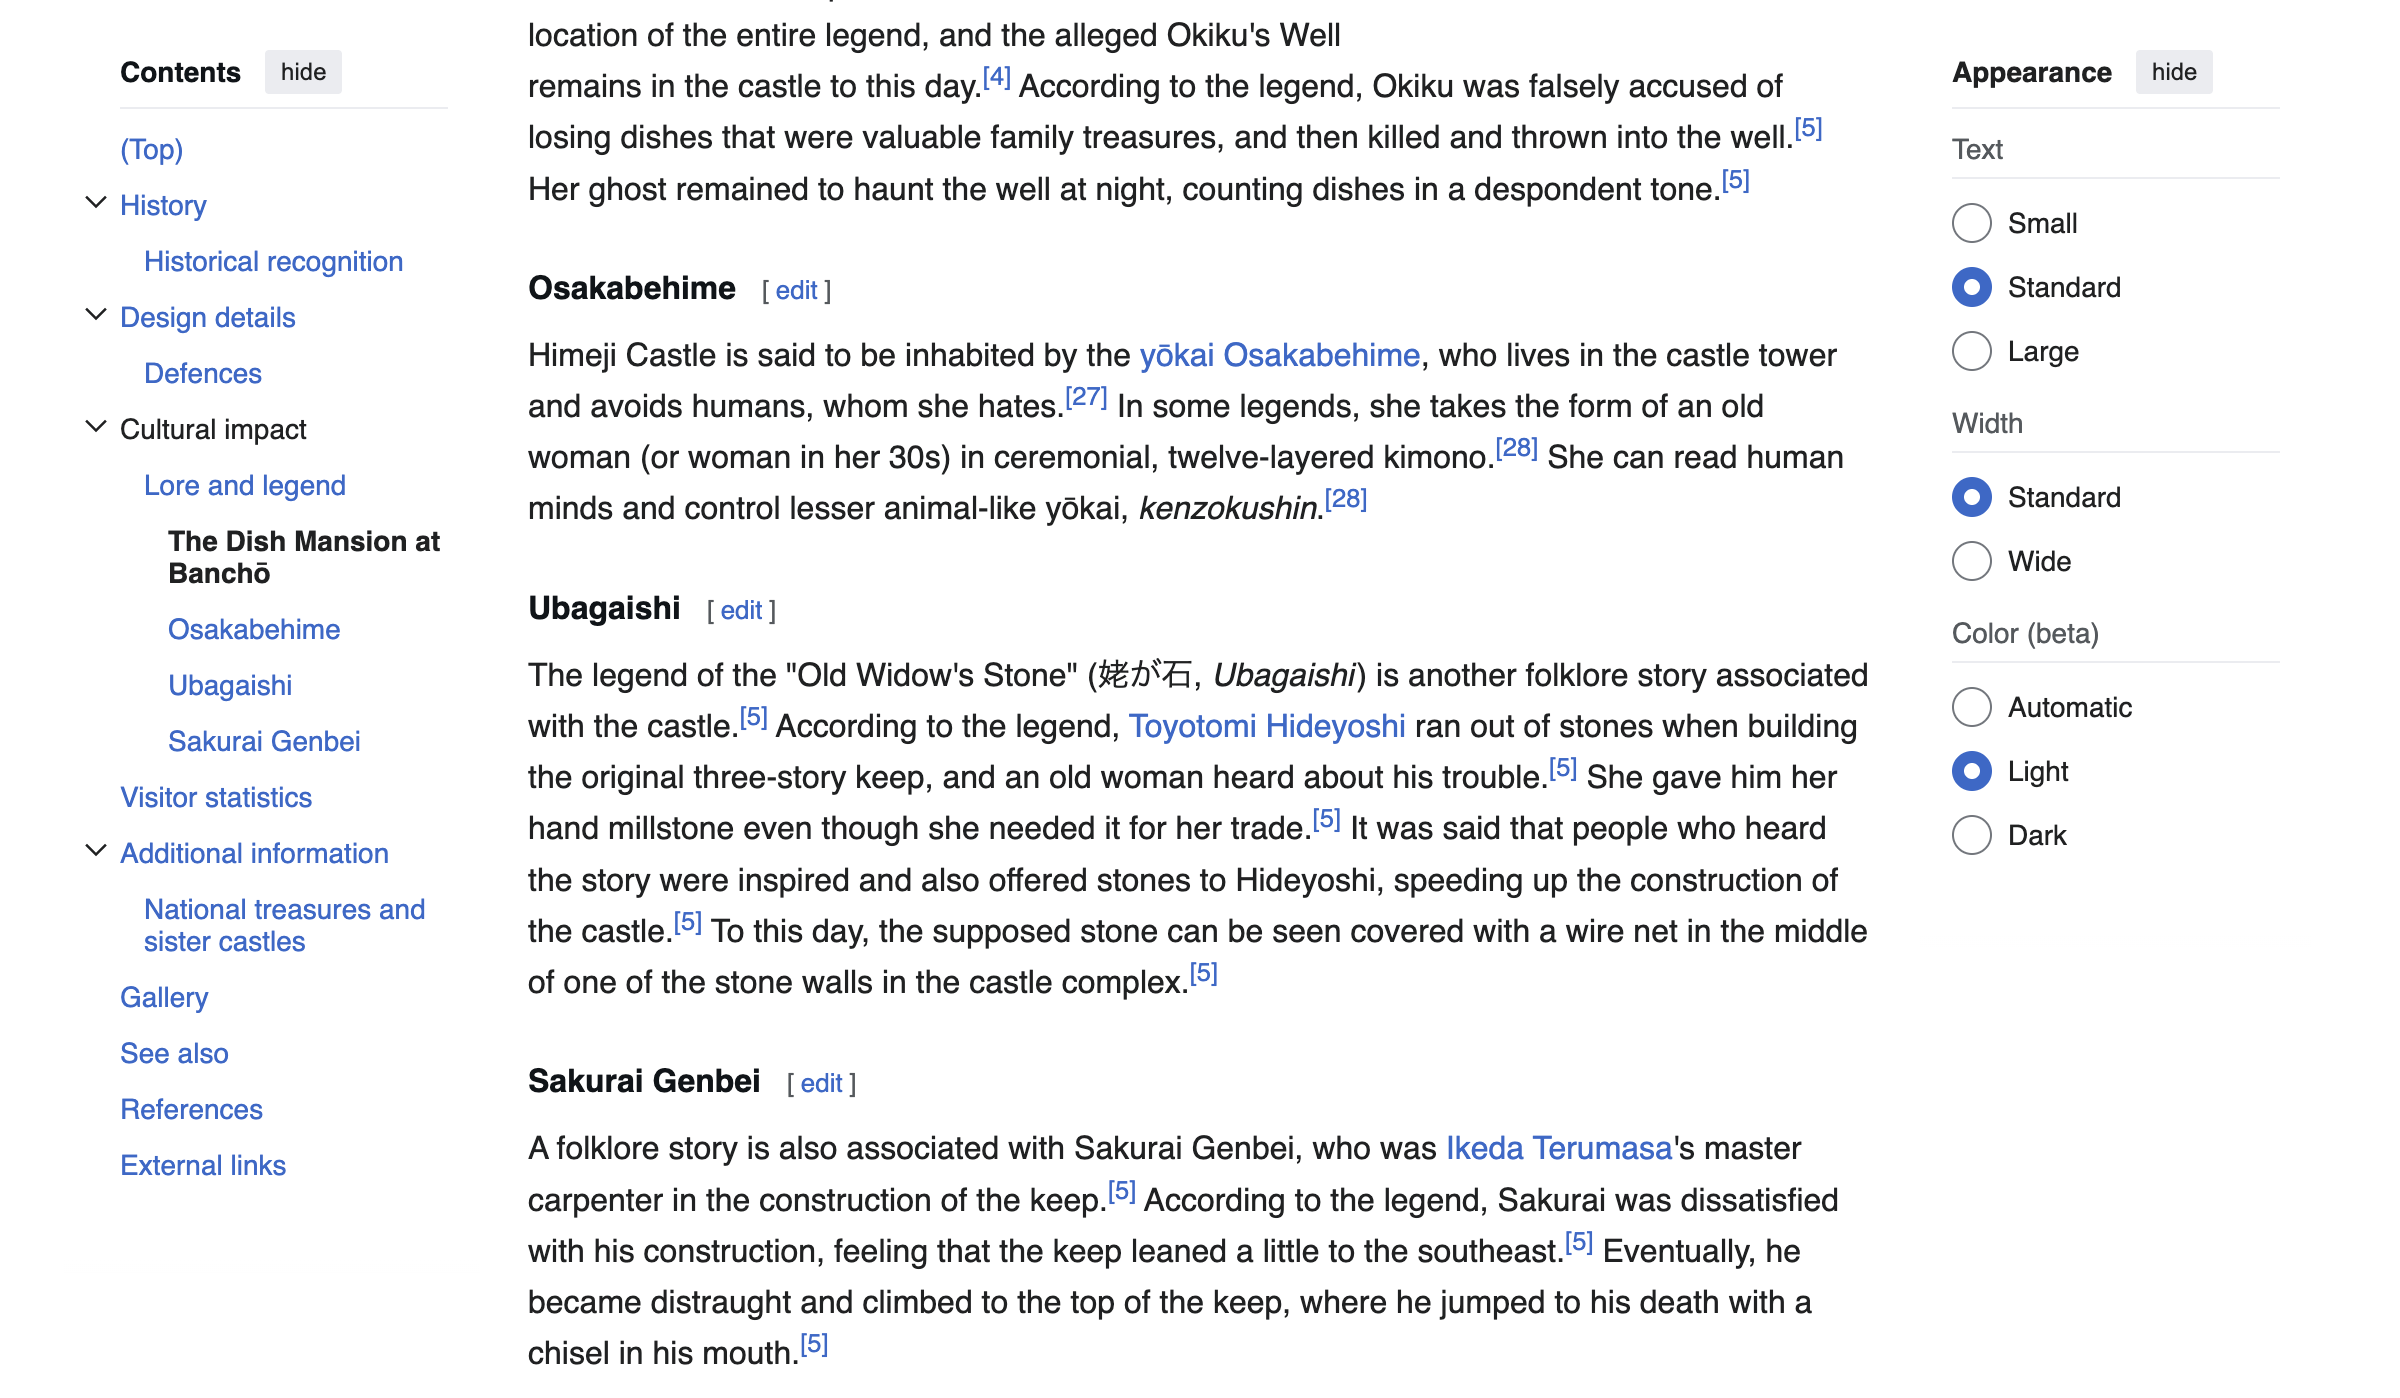 Contents hide
(Top)
History
Historical recognition
Design details
Defences
Cultural impact
Lore and legend
The Dish Mansion at
Banchō
Osakabehime
Ubagaishi
Sakurai Genbei
Visitor statistics
Additional information
National treasures and
sister castles
Gallery
See also
References
External links
location of the entire legend, and the alleged Okiku's Well
remains in the castle to this day.[4] According to the legend, Okiku was falsely accused of
losing dishes that were valuable family treasures, and then killed and thrown into the well.[5]
Her ghost remained to haunt the well at night, counting dishes in a despondent tone.[5]
Osakabehime [ edit ]
Himeji Castle is said to be inhabited by the yōkai Osakabehime, who lives in the castle tower
and avoids humans, whom she hates.[27] In some legends, she takes the form of an old
woman (or woman in her 30s) in ceremonial, twelve-layered kimono.[28] She can read human
minds and control lesser animal-like yōkai, kenzokushin.[28]
Ubagaishi [ edit ]
The legend of the "Old Widow's Stone" (姥が石, Ubagaishi) is another folklore story associated
with the castle.[5] According to the legend, Toyotomi Hideyoshi ran out of stones when building
the original three-story keep, and an old woman heard about his trouble.[5] She gave him her
hand millstone even though she needed it for her trade.[5] It was said that people who heard
the story were inspired and also offered stones to Hideyoshi, speeding up the construction of
the castle.[5] To this day, the supposed stone can be seen covered with a wire net in the middle
of one of the stone walls in the castle complex.[5]
Sakurai Genbei [ edit ]
A folklore story is also associated with Sakurai Genbei, who was Ikeda Terumasa's master
carpenter in the construction of the keep.[5] According to the legend, Sakurai was dissatisfied
with his construction, feeling that the keep leaned a little to the southeast.[5] Eventually, he
became distraught and climbed to the top of the keep, where he jumped to his death with a
chisel in his mouth.[5]
Appearance hide
Text
Small
Standard
Large
Width
Standard
Wide
Color (beta)
Automatic
Light
Dark